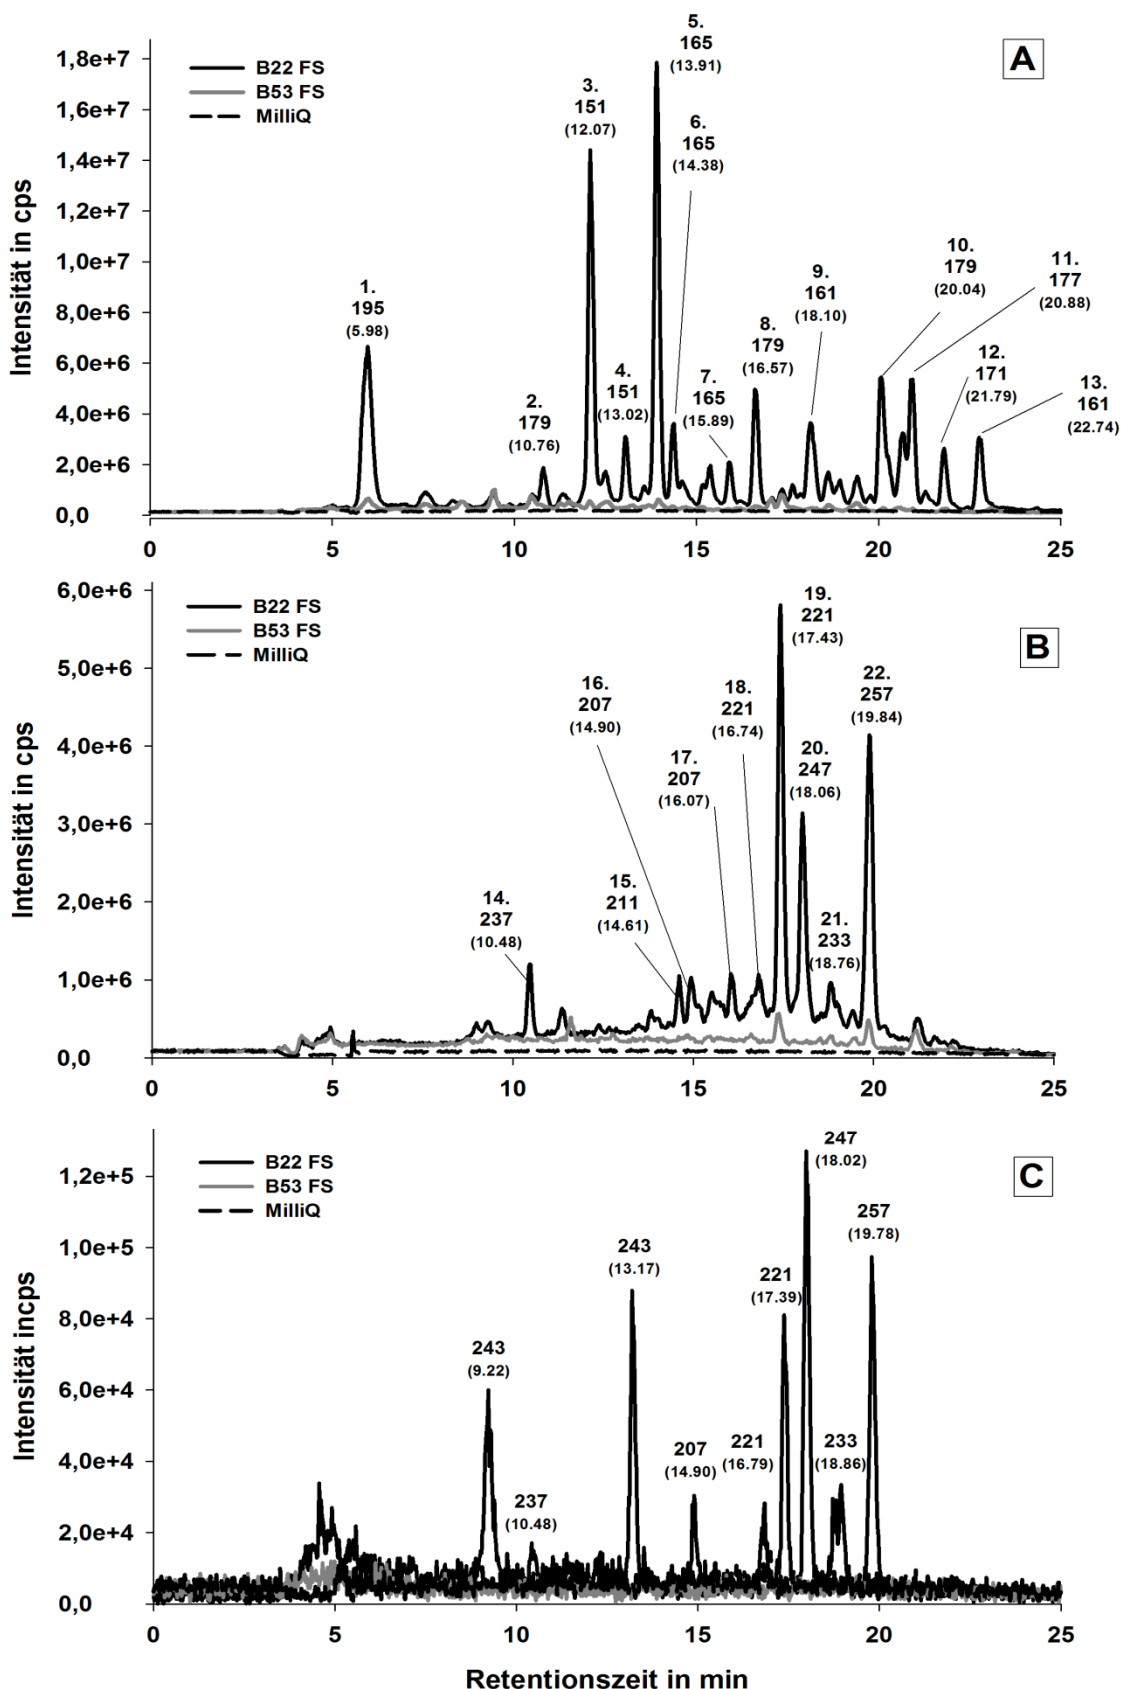 A
B22 FS
B53 FS
MilliQ
Intensität in cps
1,8e+7
1,6e+7
1,4e+7
1,2e+7
1,0e+7
8,0e+6
6,0e+6
4,0e+6
2,0e+6
0,0
1.
195
(5.98)
2.
179
(10.76)
3.
151
(12.07)
4.
151
(13.02)
5.
165
(13.91)
6.
165
(14.38)
7.
165
(15.89)
8.
179
(16.57)
9.
161
(18.10)
10.
179
(20.04)
11.
177
(20.88)
12.
171
(21.79)
13.
161
(22.74)
0 5 10 15 20 25
B
B22 FS
B53 FS
MilliQ
Intensität in cps
6,0e+6
5,0e+6
4,0e+6
3,0e+6
2,0e+6
1,0e+6
0,0
14.
237
(10.48)
15.
211
(14.61)
16.
207
(14.90)
17.
207
(16.07)
18.
221
(16.74)
19.
221
(17.43)
20.
247
(18.06)
21.
233
(18.76)
22.
257
(19.84)
0 5 10 15 20 25
C
B22 FS
B53 FS
MilliQ
Intensität incps
1,2e+5
1,0e+5
8,0e+4
6,0e+4
4,0e+4
2,0e+4
0,0
243
(9.22)
237
(10.48)
243
(13.17)
207
(14.90)
221
(16.79)
221
(17.39)
247
(18.02)
233
(18.86)
257
(19.78)
0 5 10 15 20 25
Retentionszeit in min